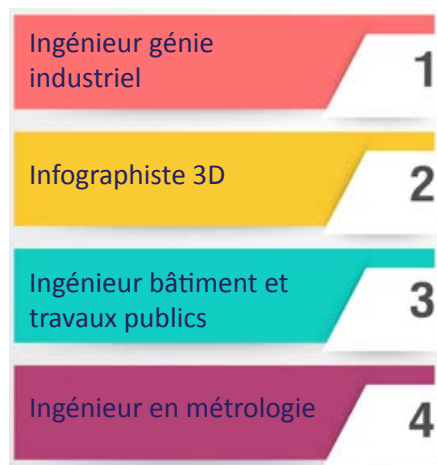 Ingénieur génie
industriel
1
Infographiste 3D
2
Ingénieur bâtiment et
travaux publics
3
Ingénieur en métrologie
4